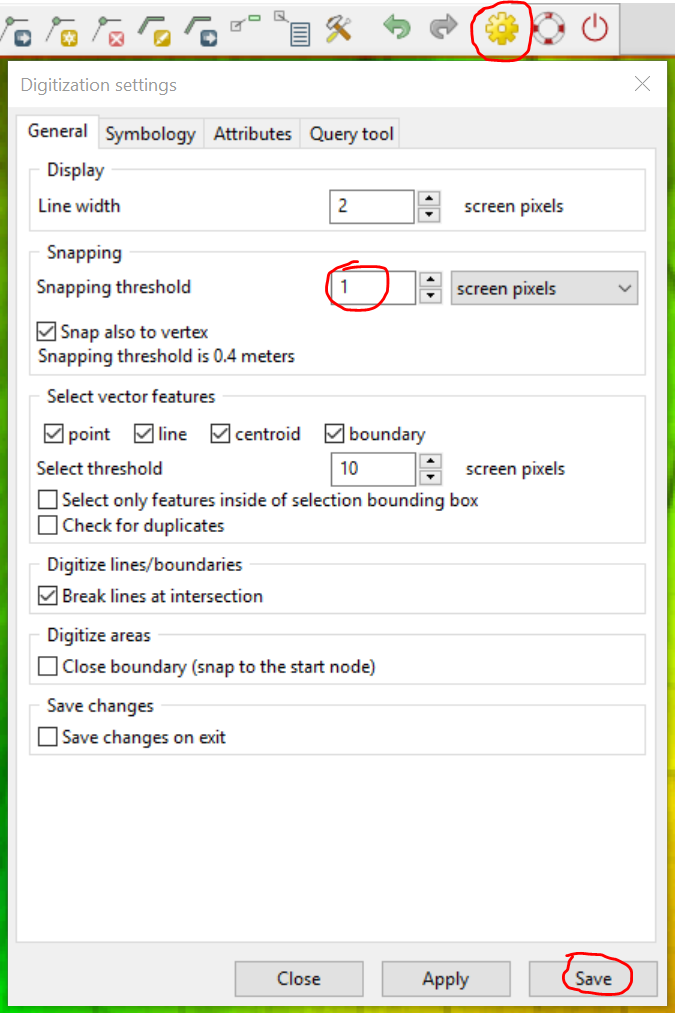 Digitization settings
General Symbology Attributes Query tool
Display
Line width 2 screen pixels
Snapping
Snapping threshold 1 screen pixels
Snap also to vertex
Snapping threshold is 0.4 meters
Select vector features
point line centroid boundary
Select threshold 10 screen pixels
Select only features inside of selection bounding box
Check for duplicates
Digitize lines/boundaries
Break lines at intersection
Digitize areas
Close boundary (snap to the start node)
Save changes
Save changes on exit
Close Apply Save